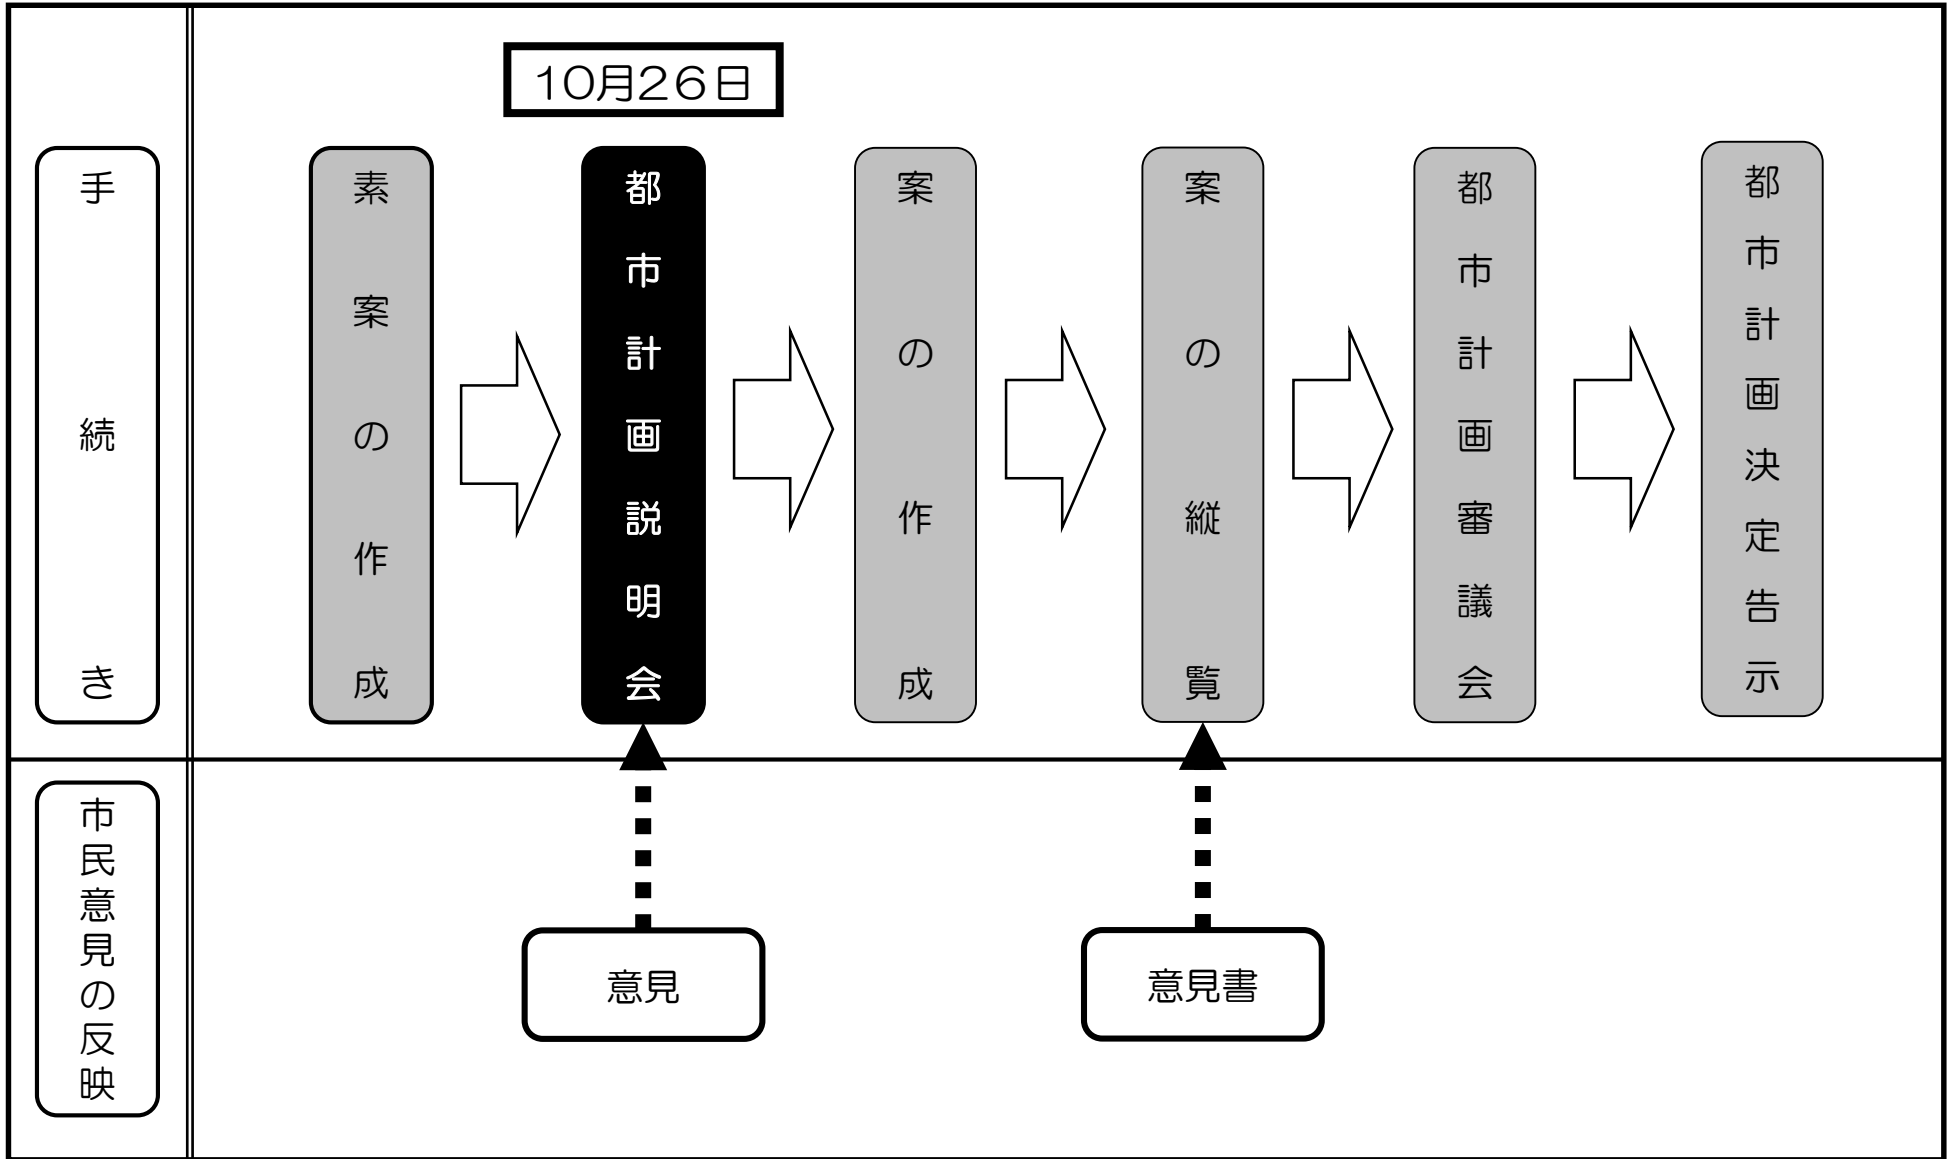 10月26日
手続き
素案の作成
都市計画説明会
案の作成
案の縦覧
都市計画審議会
都市計画決定告示
市民意見の反映
意見
意見書